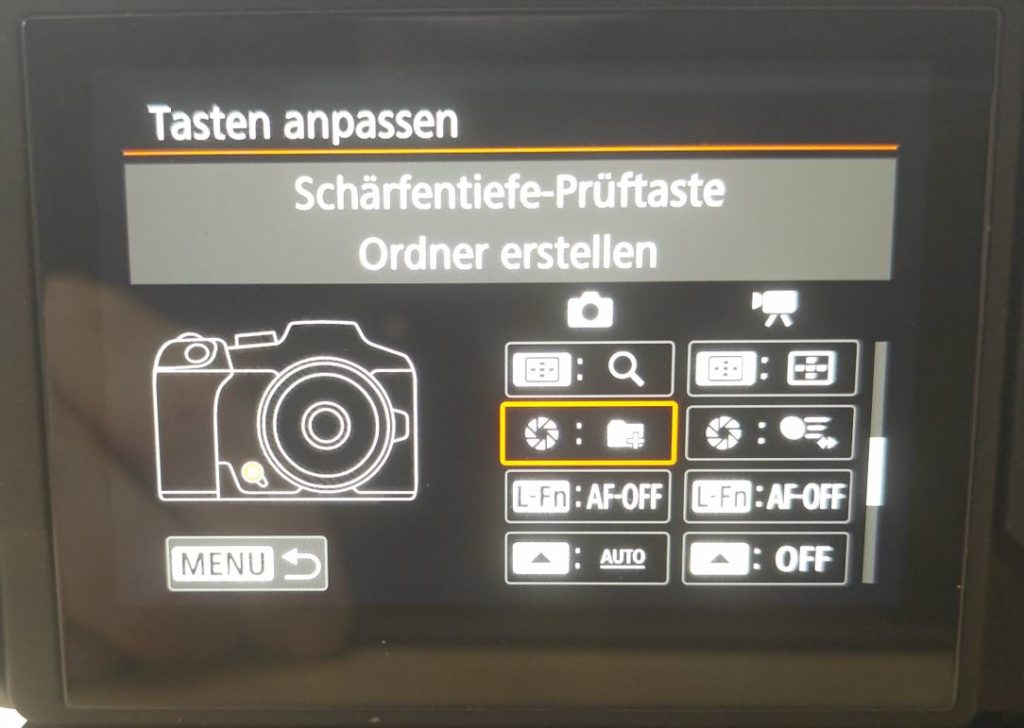 Tasten anpassen
Schärfentiefe-Prüftaste
Ordner erstellen
L-Fn : AF-OFF L-Fn : AF-OFF
: AUTO : OFF
MENU